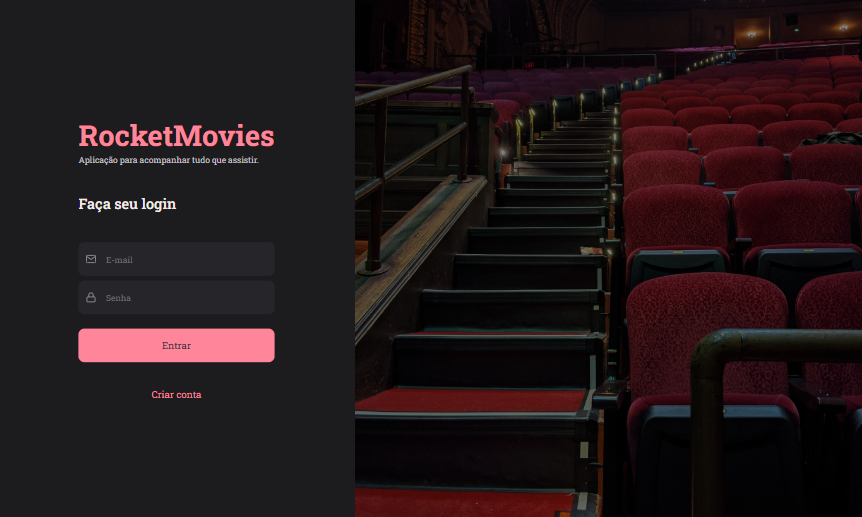 RocketMovies
Aplicação para acompanhar tudo que assistir.
Faça seu login
E-mail
Senha
Entrar
Criar conta